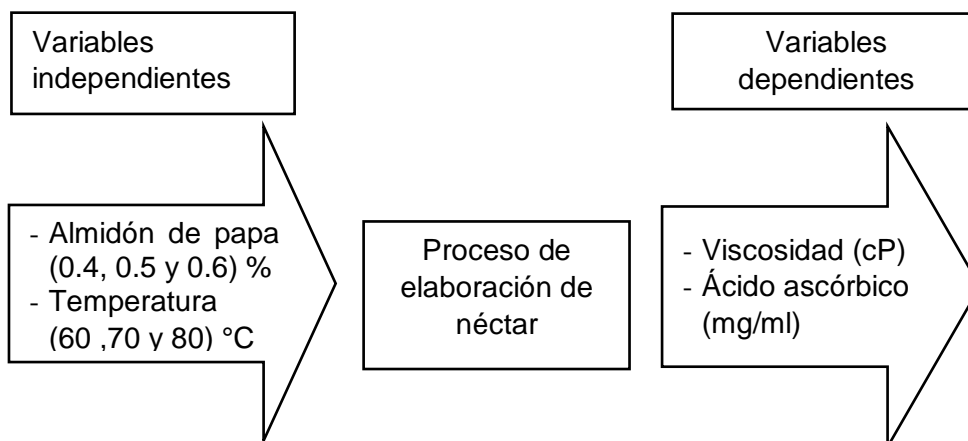 Variables
independientes
Variables
dependientes
- Almidón de papa
(0.4, 0.5 y 0.6) %
- Temperatura
(60 ,70 y 80) °C
Proceso de
elaboración de
néctar
- Viscosidad (cP)
- Ácido ascórbico
(mg/ml)